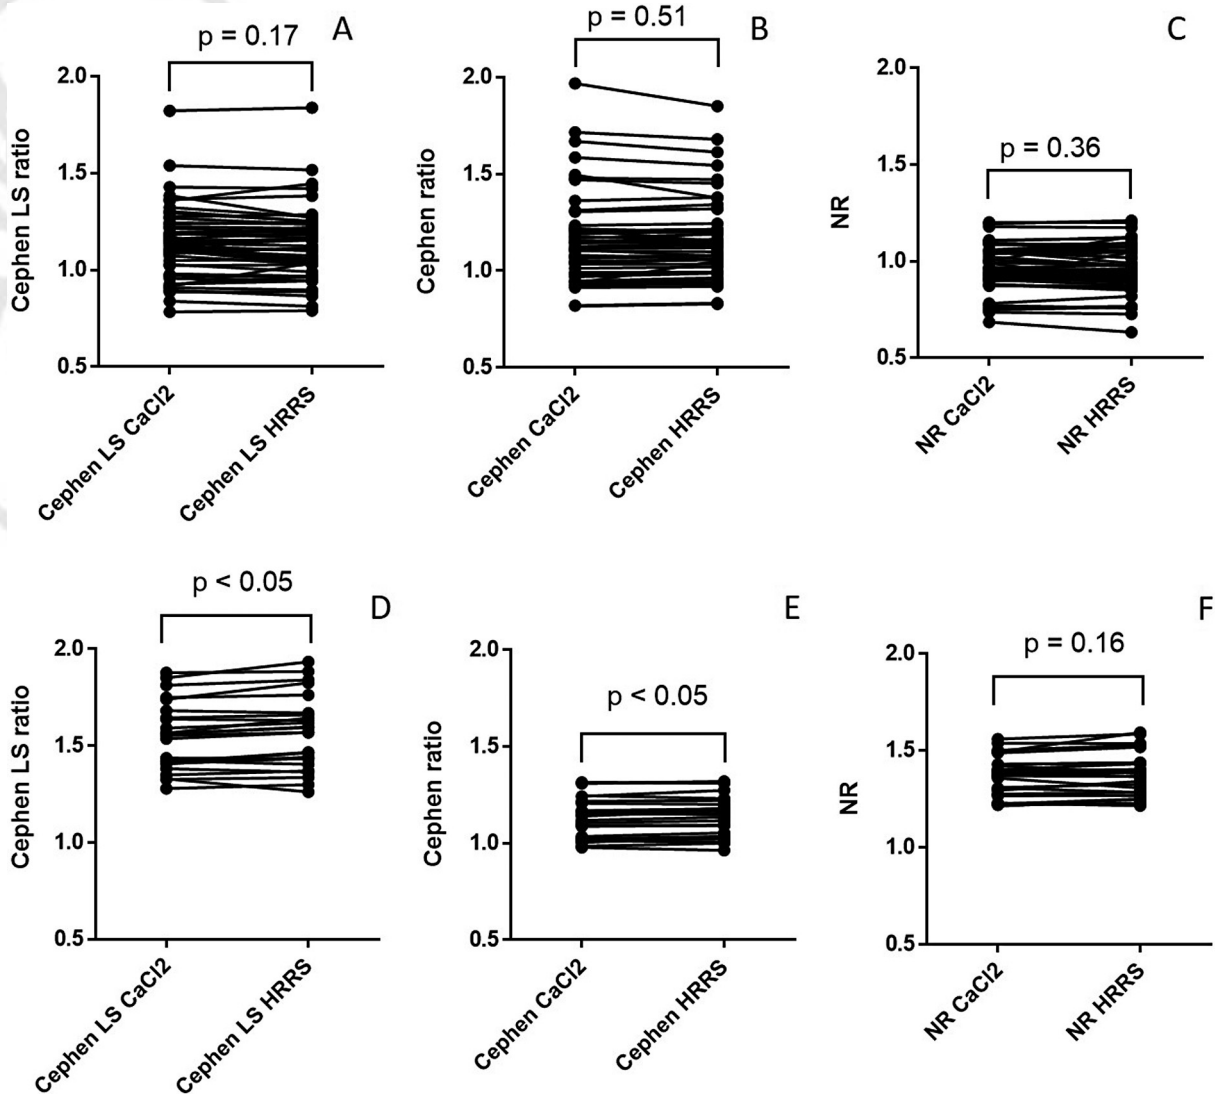 A
p = 0.17
2.0
1.5
1.0
0.5
Cephen LS ratio
Cephen LS CaCl2
Cephen LS HRRS
B
p = 0.51
2.0
1.5
1.0
0.5
Cephen ratio
Cephen CaCl2
Cephen HRRS
C
p = 0.36
2.0
1.5
1.0
0.5
NR
NR CaCl2
NR HRRS
D
p < 0.05
2.0
1.5
1.0
0.5
Cephen LS ratio
Cephen LS CaCl2
Cephen LS HRRS
E
p < 0.05
2.0
1.5
1.0
0.5
Cephen ratio
Cephen CaCl2
Cephen HRRS
F
p = 0.16
2.0
1.5
1.0
0.5
NR
NR CaCl2
NR HRRS